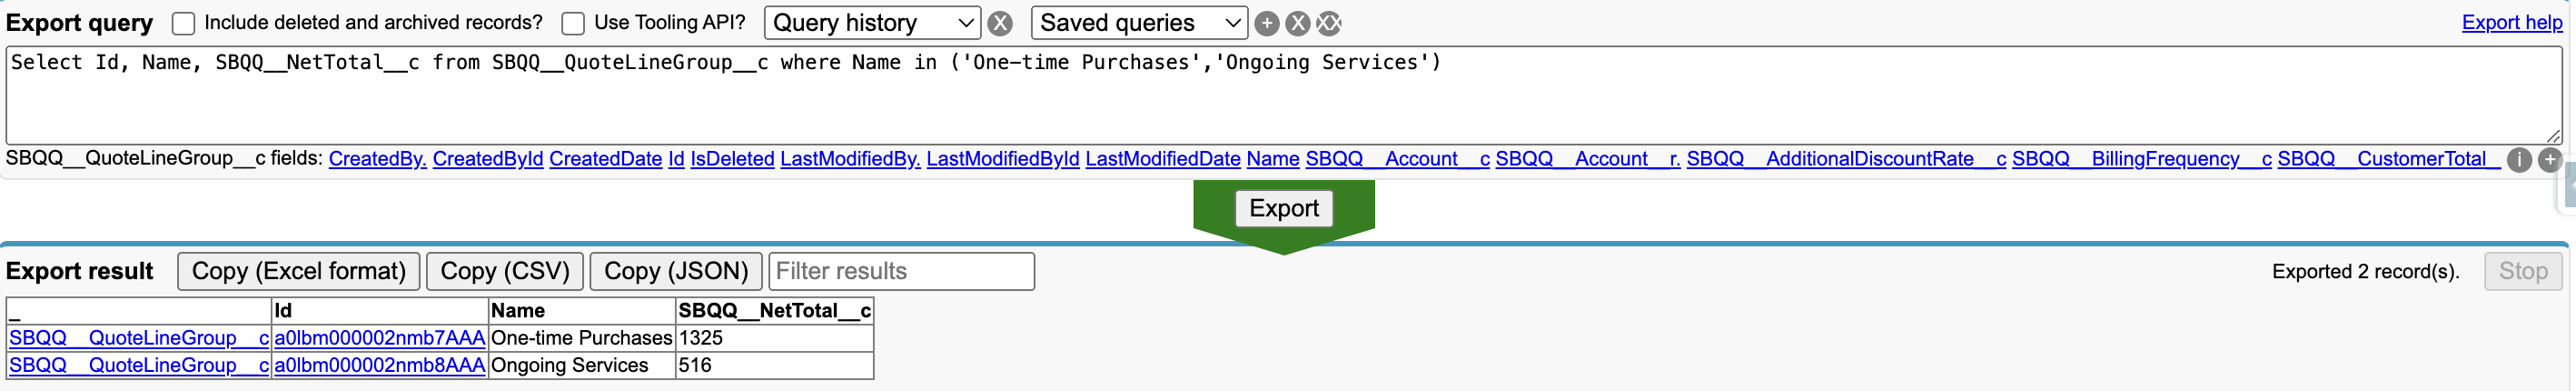 Export query Include deleted and archived records? Use Tooling API? Query history X Saved queries + X XX Export help
Select Id, Name, SBQQ__NetTotal__c from SBQQ__QuoteLineGroup__c where Name in ('One-time Purchases','Ongoing Services')
SBQQ__QuoteLineGroup__c fields: CreatedBy. CreatedById CreatedDate Id IsDeleted LastModifiedBy. LastModifiedById LastModifiedDate Name SBQQ__Account__c SBQQ__Account__r. SBQQ__AdditionalDiscountRate__c SBQQ__BillingFrequency__c SBQQ__CustomerTotal_ i +
Export
Export result Copy (Excel format) Copy (CSV) Copy (JSON) Filter results Exported 2 record(s). Stop
_ Id Name SBQQ__NetTotal__c
SBQQ__QuoteLineGroup__c a0lbm000002nmb7AAA One-time Purchases 1325
SBQQ__QuoteLineGroup__c a0lbm000002nmb8AAA Ongoing Services 516